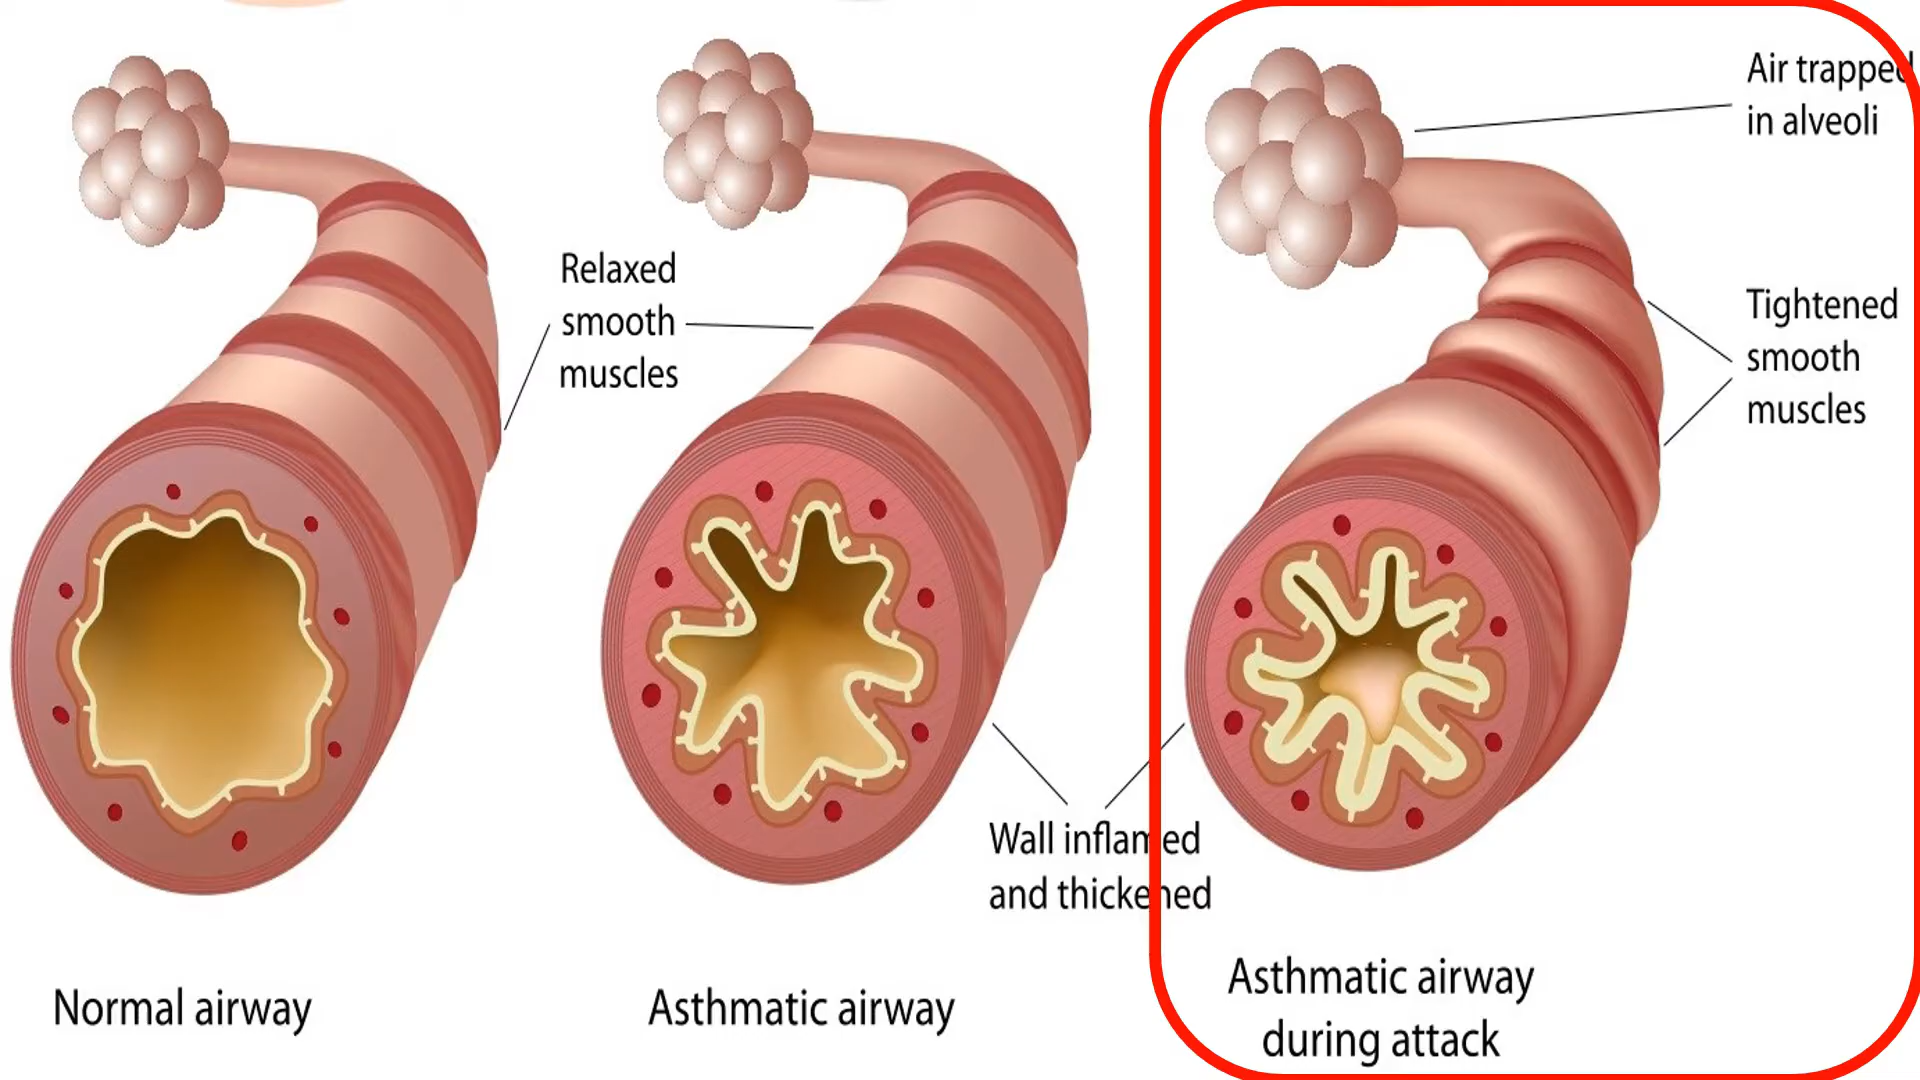 Air trapped
in alveoli
Relaxed
smooth
muscles
Tightened
smooth
muscles
Wall inflamed
and thickened
Normal airway
Asthmatic airway
Asthmatic airway
during attack